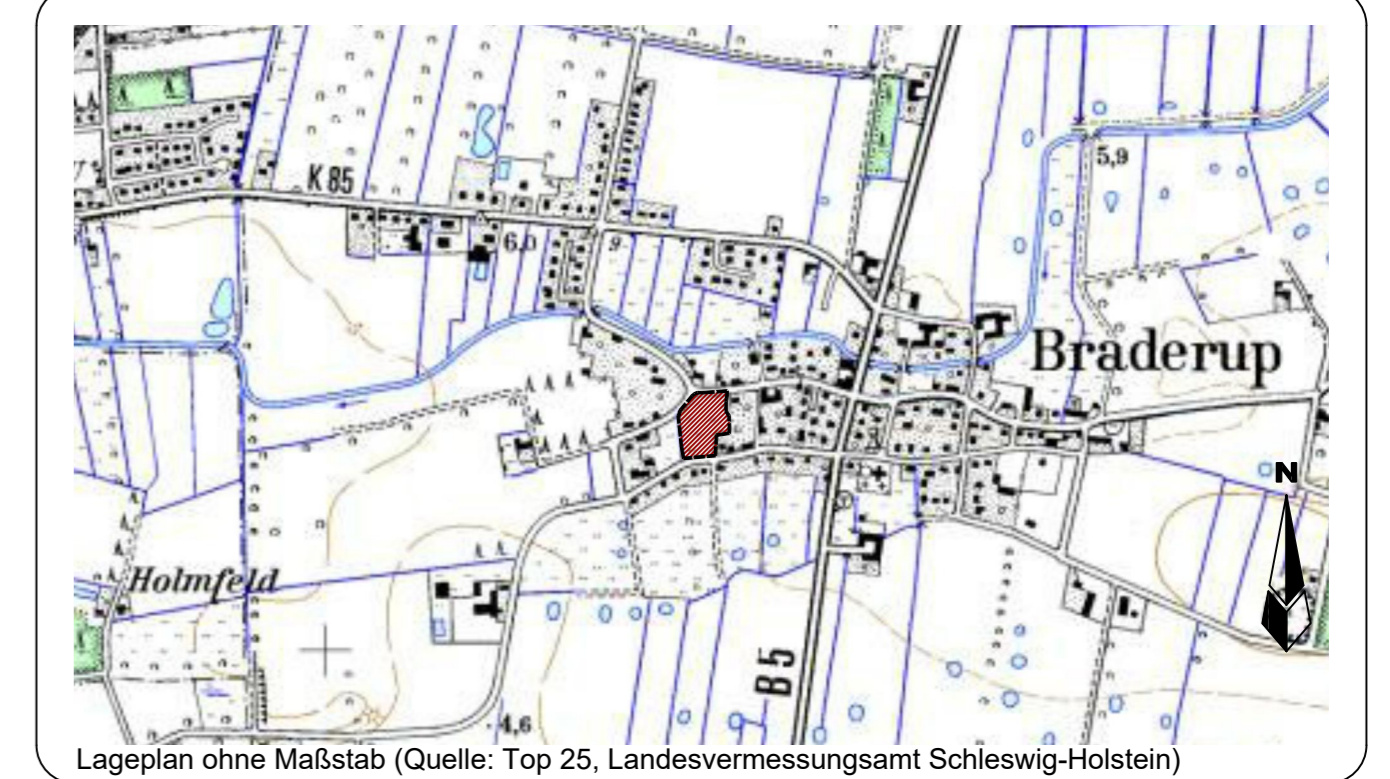 K 85
5,9
6,0
9
Braderup
N
Holmfeld
B 5
4,6
Lageplan ohne Maßstab (Quelle: Top 25, Landesvermessungsamt Schleswig-Holstein)